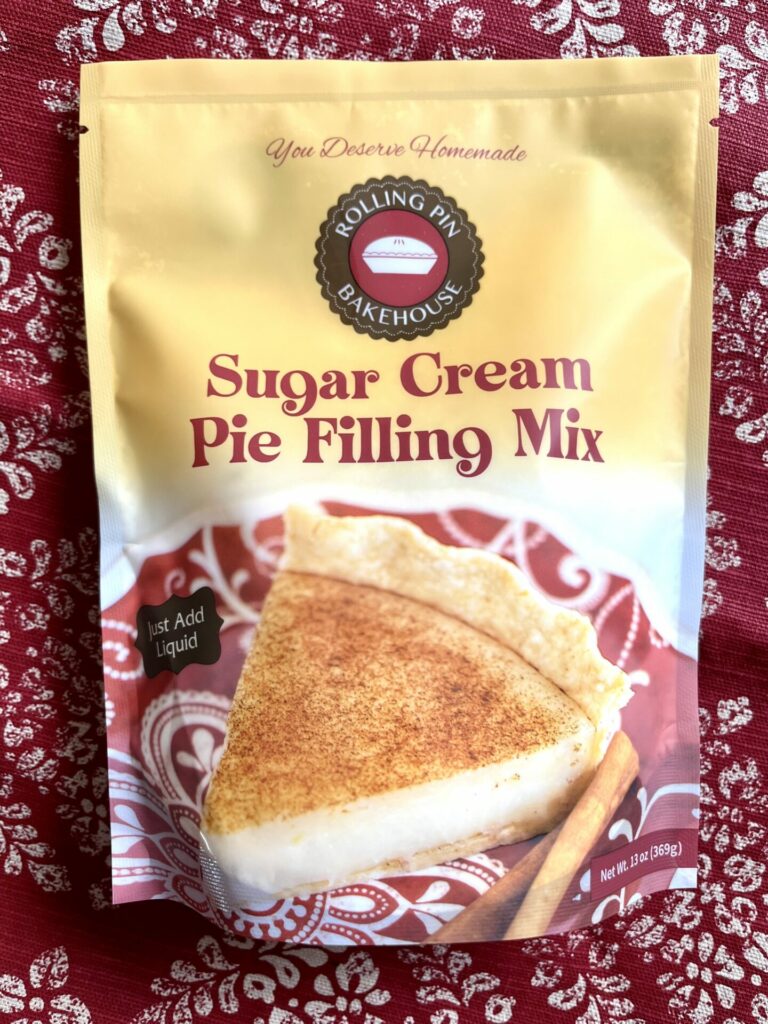 You Deserve Homemade
ROLLING PIN
BAKEHOUSE
Sugar Cream
Pie Filling Mix
Just Add
Liquid
Net Wt. 13 oz (369g)